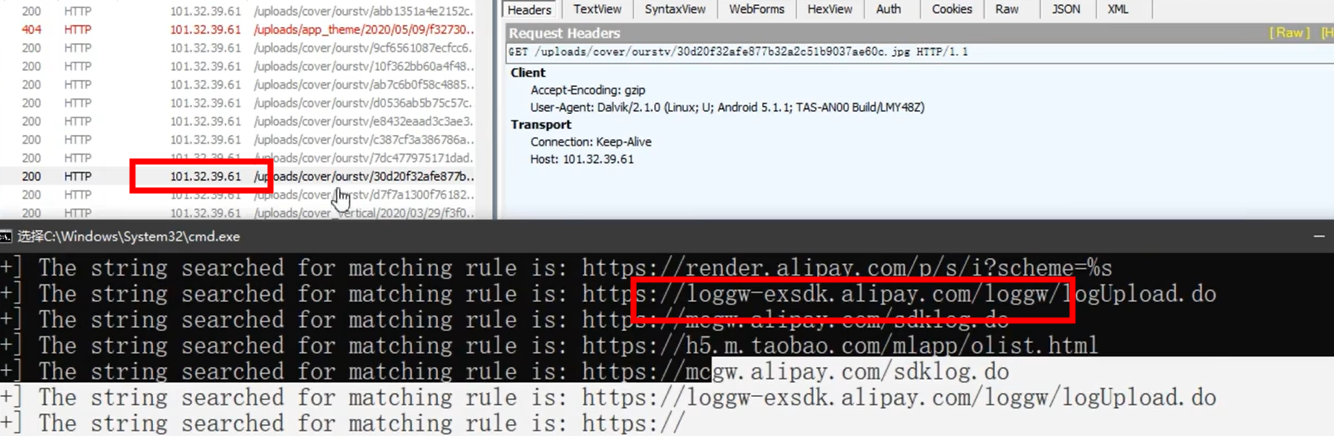 200 HTTP 101.32.39.61 /uploads/cover/ourstv/abb1351a4e2152c..
404 HTTP 101.32.39.61 /uploads/app_theme/2020/05/09/f32730...
200 HTTP 101.32.39.61 /uploads/cover/ourstv/9cf6561087ecfcc6..
200 HTTP 101.32.39.61 /uploads/cover/ourstv/10f362bb60a4f48...
200 HTTP 101.32.39.61 /uploads/cover/ourstv/ab7c6b0f58c4885..
200 HTTP 101.32.39.61 /uploads/cover/ourstv/d0536ab5b75c57c..
200 HTTP 101.32.39.61 /uploads/cover/ourstv/e8432eaad3c3ae3..
200 HTTP 101.32.39.61 /uploads/cover/ourstv/c387cf3a386786a...
200 HTTP 101.32.39.61 /uploads/cover/ourstv/7dc477975171dad..
200 HTTP 101.32.39.61 /uploads/cover/ourstv/30d20f32afe877b..
200 HTTP 101.32.39.61 /uploads/cover/ourstv/d7f7a1300f76182..
200 HTTP 101.32.39.61 /uploads/cover_vertical/2020/03/29/f3f0...
Headers TextView SyntaxView WebForms HexView Auth Cookies Raw JSON XML
Request Headers [ Raw ] [H
GET /uploads/cover/ourstv/30d20f32afe877b32a2c51b9037ae60c.jpg HTTP/1.1
Client
Accept-Encoding: gzip
User-Agent: Dalvik/2.1.0 (Linux; U; Android 5.1.1; TAS-AN00 Build/LMY48Z)
Transport
Connection: Keep-Alive
Host: 101.32.39.61
选择C:\Windows\System32\cmd.exe
+] The string searched for matching rule is: https://render.alipay.com/p/s/i?scheme=%s
+] The string searched for matching rule is: https://loggw-exsdk.alipay.com/loggw/logUpload.do
+] The string searched for matching rule is: https://mcgw.alipay.com/sdklog.do
+] The string searched for matching rule is: https://h5.m.taobao.com/mlapp/olist.html
+] The string searched for matching rule is: https://mcgw.alipay.com/sdklog.do
+] The string searched for matching rule is: https://loggw-exsdk.alipay.com/loggw/logUpload.do
+] The string searched for matching rule is: https://